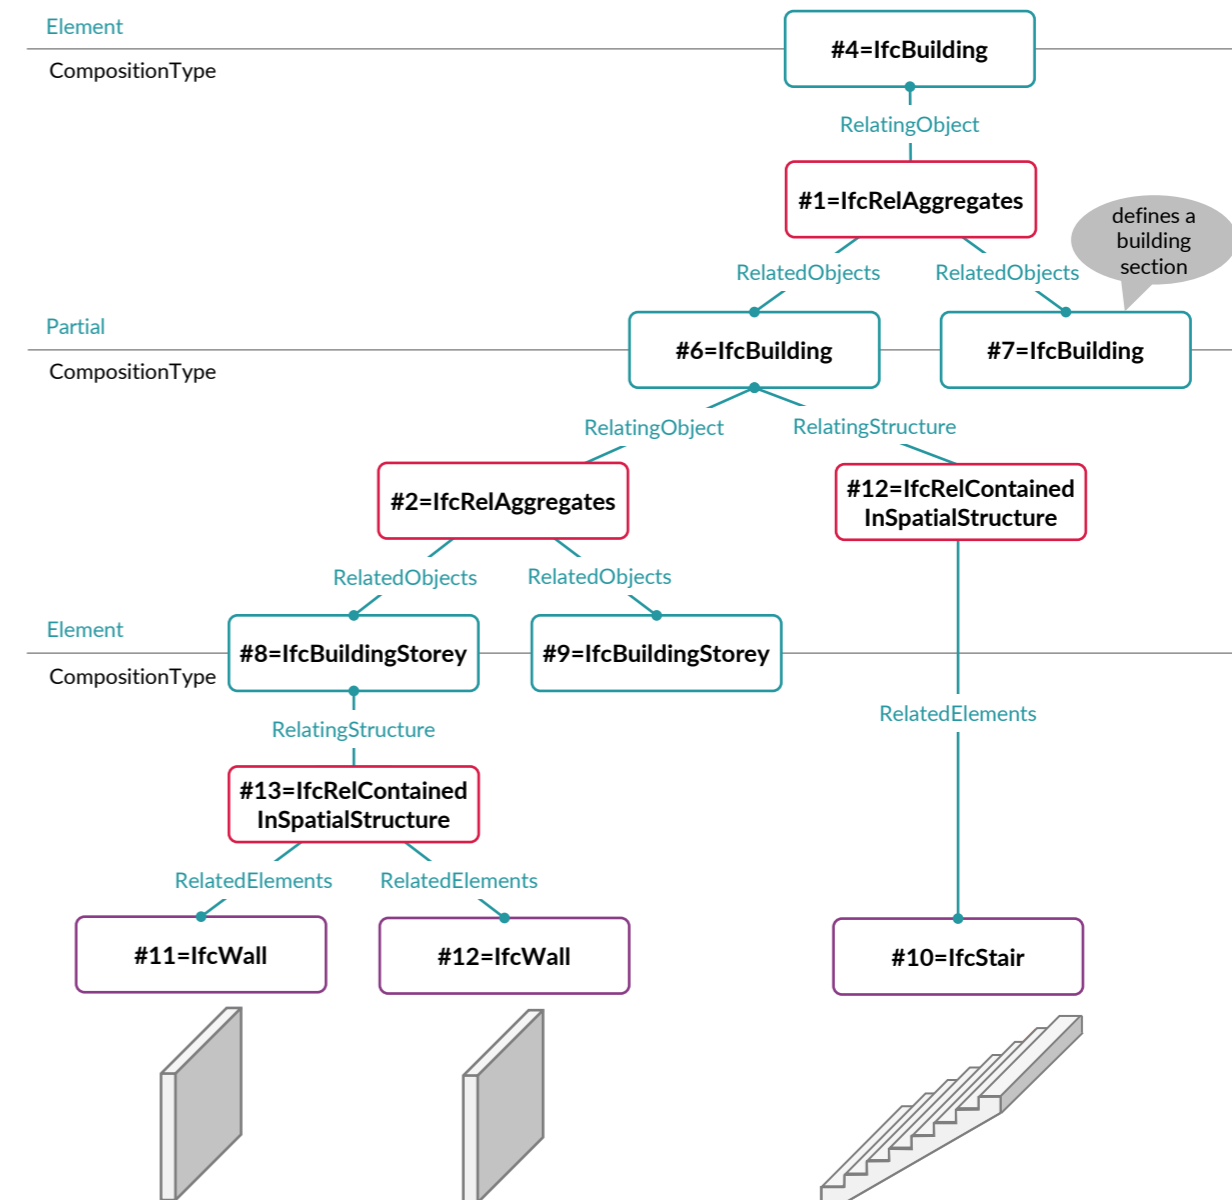 Element
#4=IfcBuilding
CompositionType
RelatingObject
#1=IfcRelAggregates
defines a
building
section
RelatedObjects
RelatedObjects
Partial
#6=IfcBuilding
#7=IfcBuilding
CompositionType
RelatingObject
RelatingStructure
#2=IfcRelAggregates
#12=IfcRelContained
InSpatialStructure
RelatedObjects
RelatedObjects
Element
#8=IfcBuildingStorey
#9=IfcBuildingStorey
CompositionType
RelatedElements
RelatingStructure
#13=IfcRelContained
InSpatialStructure
RelatedElements
RelatedElements
#11=IfcWall
#12=IfcWall
#10=IfcStair